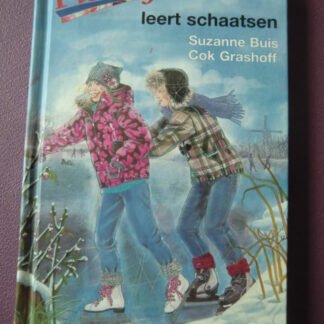 leert schaatsen
Suzanne Buis
Cok Grashoff